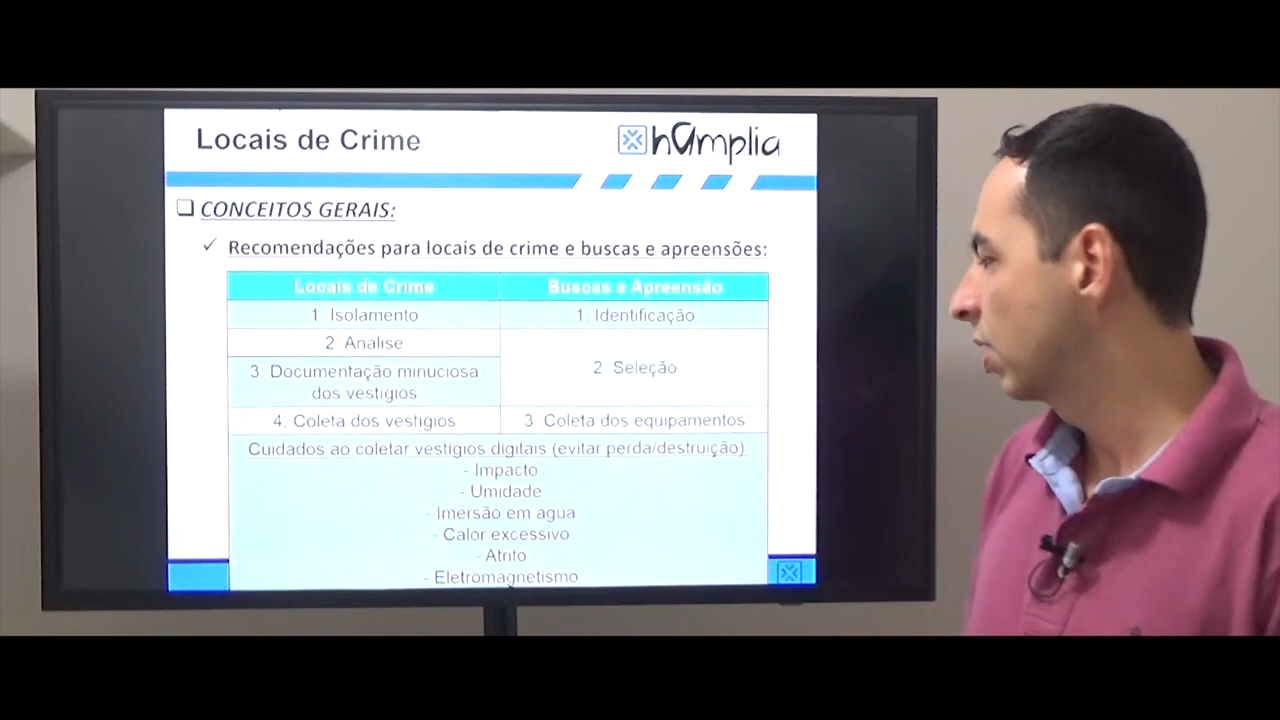 Locais de Crime
hamplia
❑ CONCEITOS GERAIS:
✓ Recomendações para locais de crime e buscas e apreensões:
Locais de Crime
Buscas e Apreensão
1 Isolamento
1. Identificação
2 Analise
2 Seleção
3 Documentação minuciosa
dos vestigios
4. Coleta dos vestigios
3 Coleta dos equipamentos
Cuidados ao coletar vestígios digitais (evitar perda/destruição)
- Impacto
- Umidade
- Imersão em agua
- Calor excessivo
- Atrito
- Eletromagnetismo